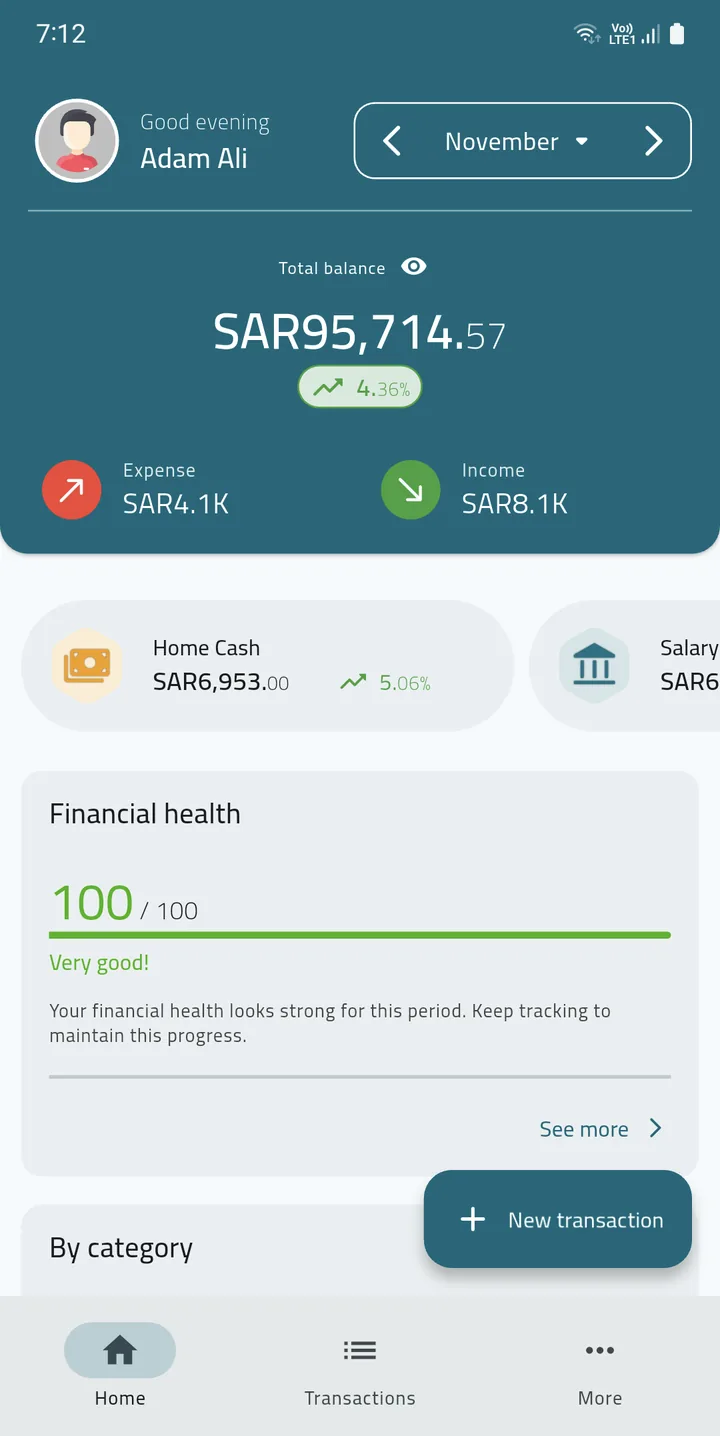 7:12
Vo))
LTE1
Good evening
Adam Ali
November
Total balance
SAR95,714.57
4.36%
Expense
SAR4.1K
Income
SAR8.1K
Home Cash
SAR6,953.00 5.06%
Salary
SAR6
Financial health
100 / 100
Very good!
Your financial health looks strong for this period. Keep tracking to
maintain this progress.
See more
New transaction
By category
Home
Transactions
More